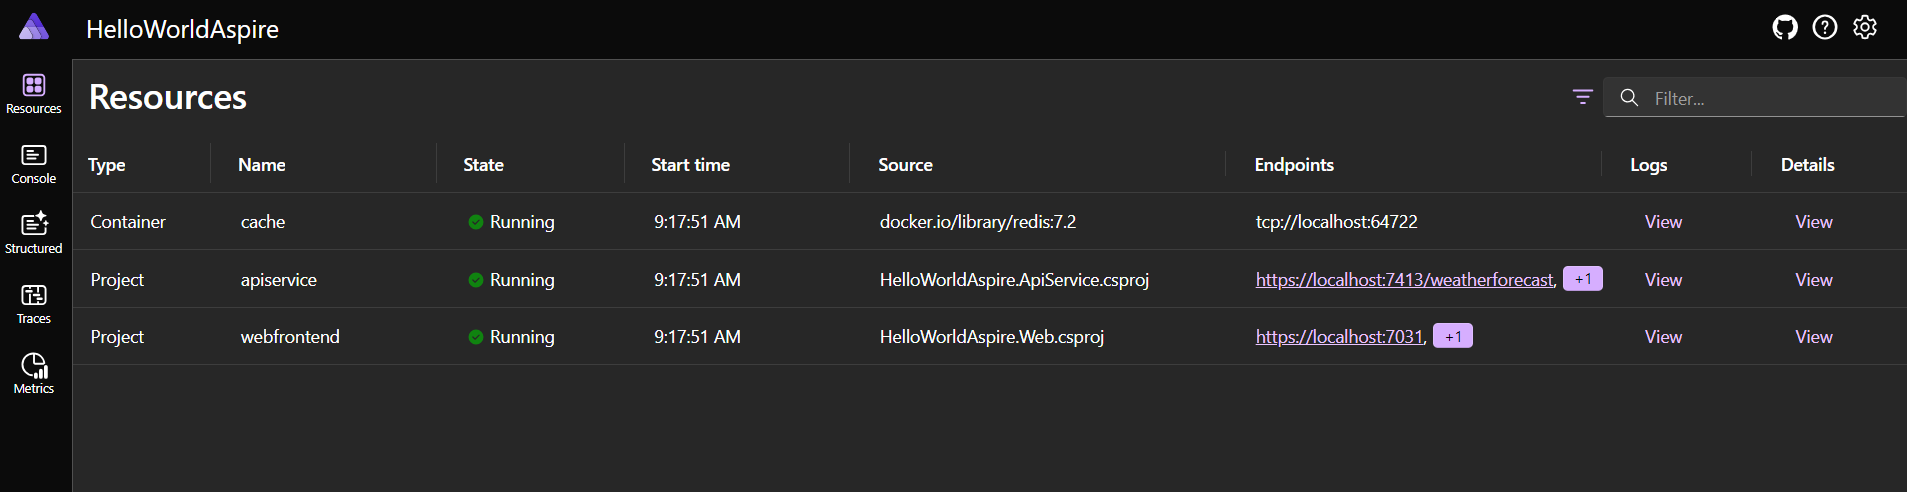 HelloWorldAspire
Resources
Console
Structured
Traces
Metrics
Resources
Filter...
Type Name State Start time Source Endpoints Logs Details
Container cache Running 9:17:51 AM docker.io/library/redis:7.2 tcp://localhost:64722 View View
Project apiservice Running 9:17:51 AM HelloWorldAspire.ApiService.csproj https://localhost:7413/weatherforecast, +1 View View
Project webfrontend Running 9:17:51 AM HelloWorldAspire.Web.csproj https://localhost:7031, +1 View View